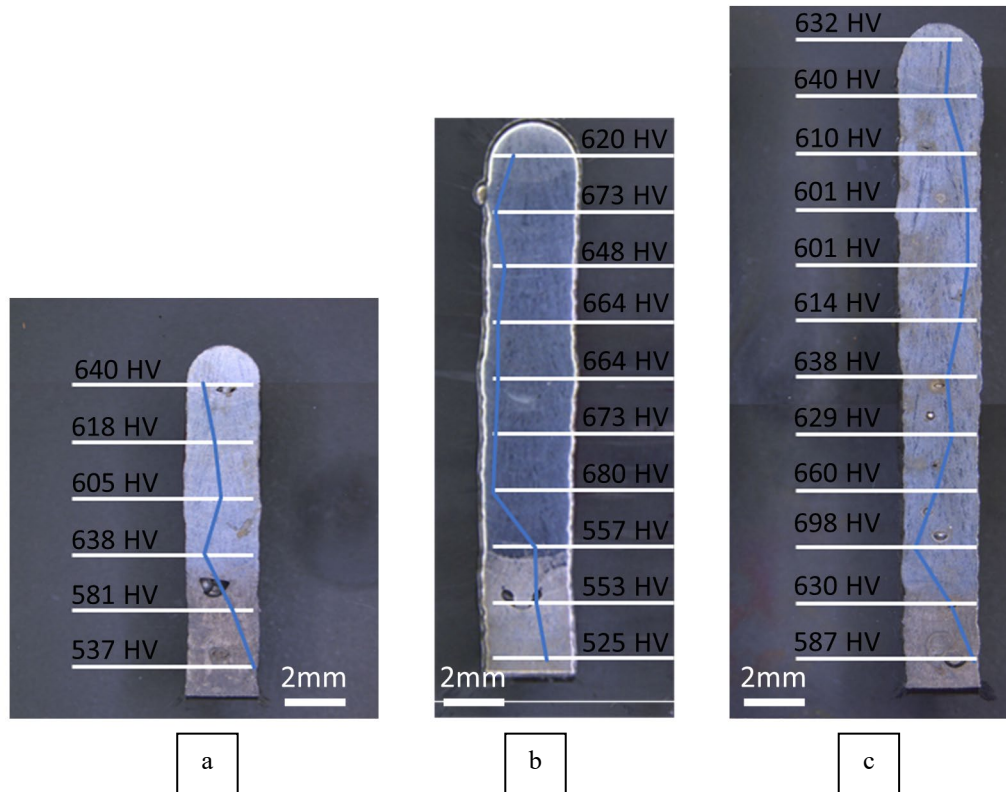 640 HV
618 HV
605 HV
638 HV
581 HV
537 HV
2mm
a
620 HV
673 HV
648 HV
664 HV
664 HV
673 HV
680 HV
557 HV
553 HV
525 HV
2mm
b
632 HV
640 HV
610 HV
601 HV
601 HV
614 HV
638 HV
629 HV
660 HV
698 HV
630 HV
587 HV
2mm
c